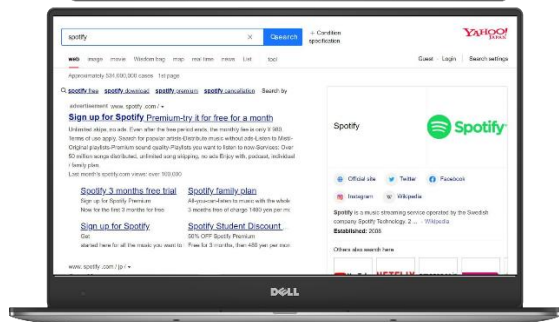 spotify × search + Condition specification YAHOO! JAPAN
web image movie Wisdom bag map real time news List tool Guest · Login Search settings
Approximately 504,000,000 cases 1st page
spotify free spotify download spotify premium spotify cancellation Search by
advertisement www. spotify .com /
Sign up for Spotify Premium-try it for free for a month
Unlimited skips, no ads. Even after the free period ends, the monthly fee is only ¥ 980.
Terms of use apply. Search for popular artists·Distribute music without ads·Listen to Most·
Original playlists·Premium sound quality·Playlists you want to listen to now·Services: Over
50 million songs distributed, unlimited song skipping, no ads Enjoy with, podcast, individual
/ family plan.
Last month's spotify.com views: over 100,000
Spotify 3 months free trial
Sign up for Spotify Premium
Now for the first 3 months for free
Spotify family plan
All-you-can-listen to music with the whole
3 months free of charge 1480 yen per mo
Sign up for Spotify
Get
started here for all the music you want to
Spotify Student Discount...
50% OFF Spotify Premium
Free for 3 months, then 480 yen per mon
www. spotify .com / jp /
Spotify
Spotify
Official site Twitter Facebook
Instagram W Wikipedia
Spotify is a music streaming service operated by the Swedish
company Spotify Technology 2 ... - Wikipedia
Established: 2006
Others also search here
NETFLIX
DELL